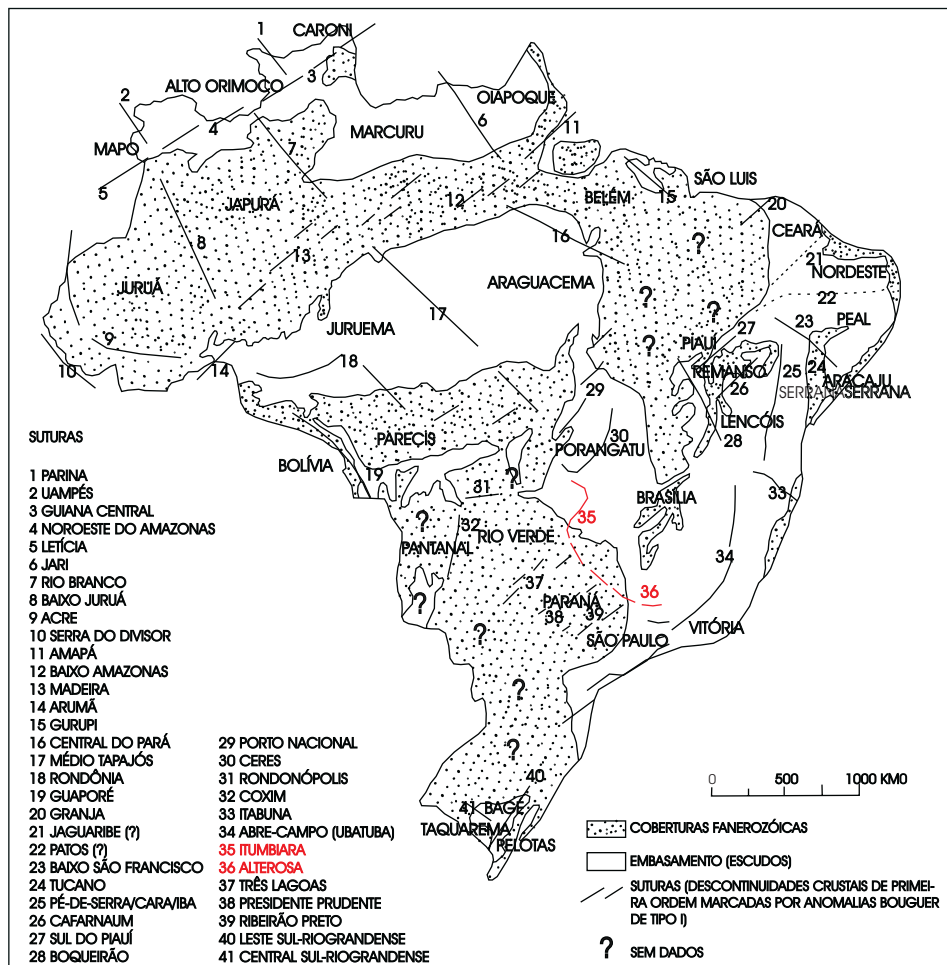 1
CARONI
3
ALTO ORIMOCO
2
OIAPOQUE
4
6
11
MARCURU
MAPO
7
5
SÃO LUIS
15
BELÉM
JAPURÁ
12
20
CEARÁ
16
8
?
21
13
ARAGUACEMA
NORDESTE
JURUÁ
?
22
17
?
23
PEAL
JURUEMA
27
9
PIAUÍ
?
18
REMANSO
25
24
10
14
ARACAJU
29
26
SERRANA
SERRANA
LENCÓIS
30
28
PARECIS
SUTURAS
PORANGATU
BOLÍVIA
19
?
31
BRASÍLIA
33
35
?
32
RIO VERDE
PANTANAL
34
37
36
?
PARANÁ
38
39
VITÓRIA
?
SÃO PAULO
?
?
40
41
BAGÉ
TAQUAREMA
PELOTAS
1 PARINA
2 UAMPÉS
3 GUIANA CENTRAL
4 NOROESTE DO AMAZONAS
5 LETÍCIA
6 JARI
7 RIO BRANCO
8 BAIXO JURUÁ
9 ACRE
10 SERRA DO DIVISOR
11 AMAPÁ
12 BAIXO AMAZONAS
13 MADEIRA
14 ARUMÃ
15 GURUPI
16 CENTRAL DO PARÁ
17 MÉDIO TAPAJÓS
18 RONDÔNIA
19 GUAPORÉ
20 GRANJA
21 JAGUARIBE (?)
22 PATOS (?)
23 BAIXO SÃO FRANCISCO
24 TUCANO
25 PÉ-DE-SERRA/CARA/IBA
26 CAFARNAUM
27 SUL DO PIAUÍ
28 BOQUEIRÃO
29 PORTO NACIONAL
30 CERES
31 RONDONÓPOLIS
32 COXIM
33 ITABUNA
34 ABRE-CAMPO (UBATUBA)
35 ITUMBIARA
36 ALTEROSA
37 TRÊS LAGOAS
38 PRESIDENTE PRUDENTE
39 RIBEIRÃO PRETO
40 LESTE SUL-RIOGRANDENSE
41 CENTRAL SUL-RIOGRANDENSE
0 500 1000 KM0
COBERTURAS FANEROZÓICAS
EMBASAMENTO (ESCUDOS)
SUTURAS (DESCONTINUIDADES CRUSTAIS DE PRIMEI-
RA ORDEM MARCADAS POR ANOMALIAS BOUGUER
DE TIPO I)
? SEM DADOS